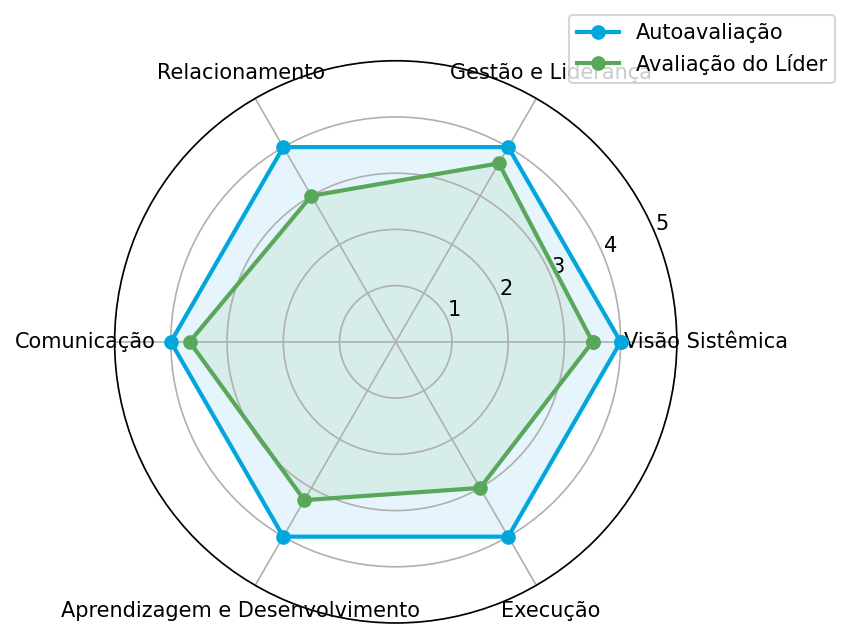 Autoavaliação
Avaliação do Líder
Relacionamento
Gestão e Liderança
5
4
3
2
1
Comunicação
Visão Sistêmica
Aprendizagem e Desenvolvimento
Execução